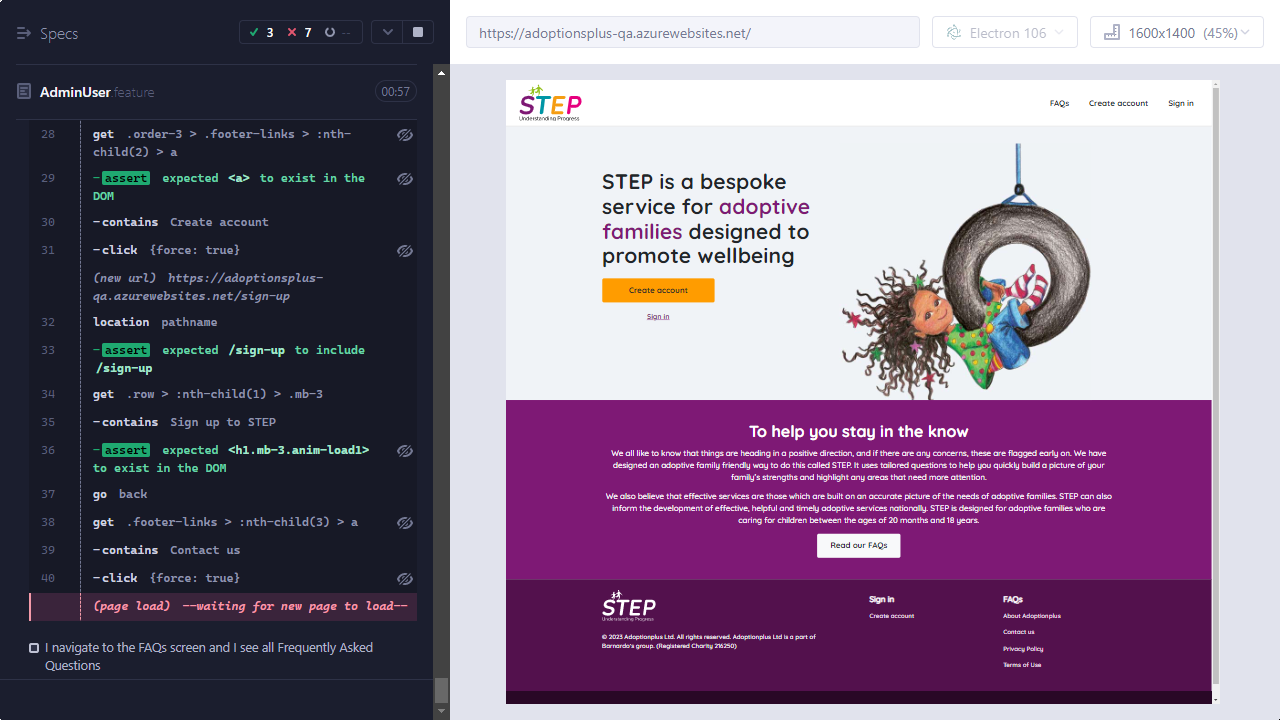 Specs
3
7
--
https://adoptionsplus-qa.azurewebsites.net/
Electron 106
1600x1400 (45%)
AdminUser.feature
00:57
28 get .order-3 > .footer-links > :nth-
child(2) > a
29 -assert expected <a> to exist in the
DOM
30 -contains Create account
31 -click {force: true}
(new url) https://adoptionsplus-
qa.azurewebsites.net/sign-up
32 location pathname
33 -assert expected /sign-up to include
/sign-up
34 get .row > :nth-child(1) > .mb-3
35 -contains Sign up to STEP
36 -assert expected <h1.mb-3.anim-load1>
to exist in the DOM
37 go back
38 get .footer-links > :nth-child(3) > a
39 -contains Contact us
40 -click {force: true}
(page load) --waiting for new page to load--
I navigate to the FAQs screen and I see all Frequently Asked
Questions
STEP
Understanding Progress
FAQs
Create account
Sign in
STEP is a bespoke
service for adoptive
families designed to
promote wellbeing
Create account
Sign in
To help you stay in the know
We all like to know that things are heading in a positive direction, and if there are any concerns, these are flagged early on. We have
designed an adoptive family friendly way to do this called STEP. It uses tailored questions to help you quickly build a picture of your
family's strengths and highlight any areas that need more attention.
We also believe that effective services are those which are built on an accurate picture of the needs of adoptive families. STEP can also
inform the development of effective, helpful and timely adoptive services nationally. STEP is designed for adoptive families who are
caring for children between the ages of 20 months and 18 years.
Read our FAQs
STEP
Understanding Progress
© 2023 Adoptionplus Ltd. All rights reserved. Adoptionplus Ltd is a part of
Barnardo's group. (Registered Charity 216250)
Sign in
Create account
FAQs
About Adoptionplus
Contact us
Privacy Policy
Terms of Use